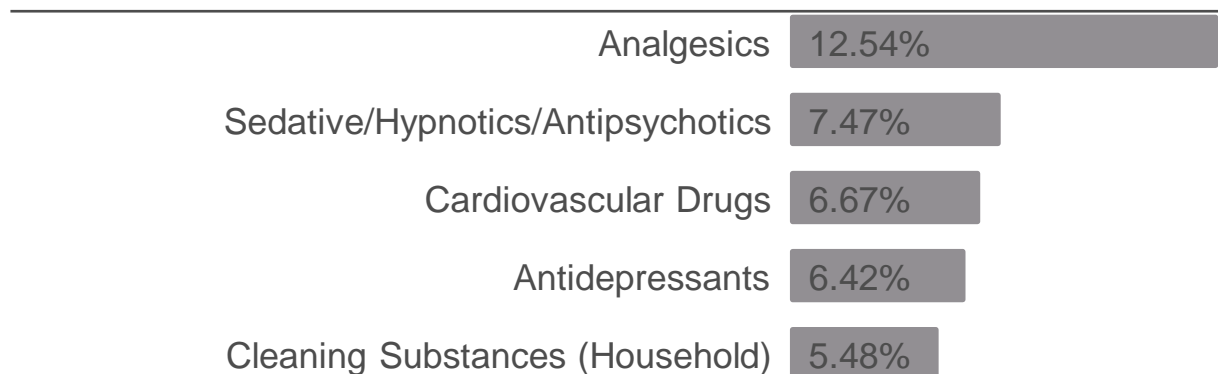 Analgesics 12.54%
Sedative/Hypnotics/Antipsychotics 7.47%
Cardiovascular Drugs 6.67%
Antidepressants 6.42%
Cleaning Substances (Household) 5.48%